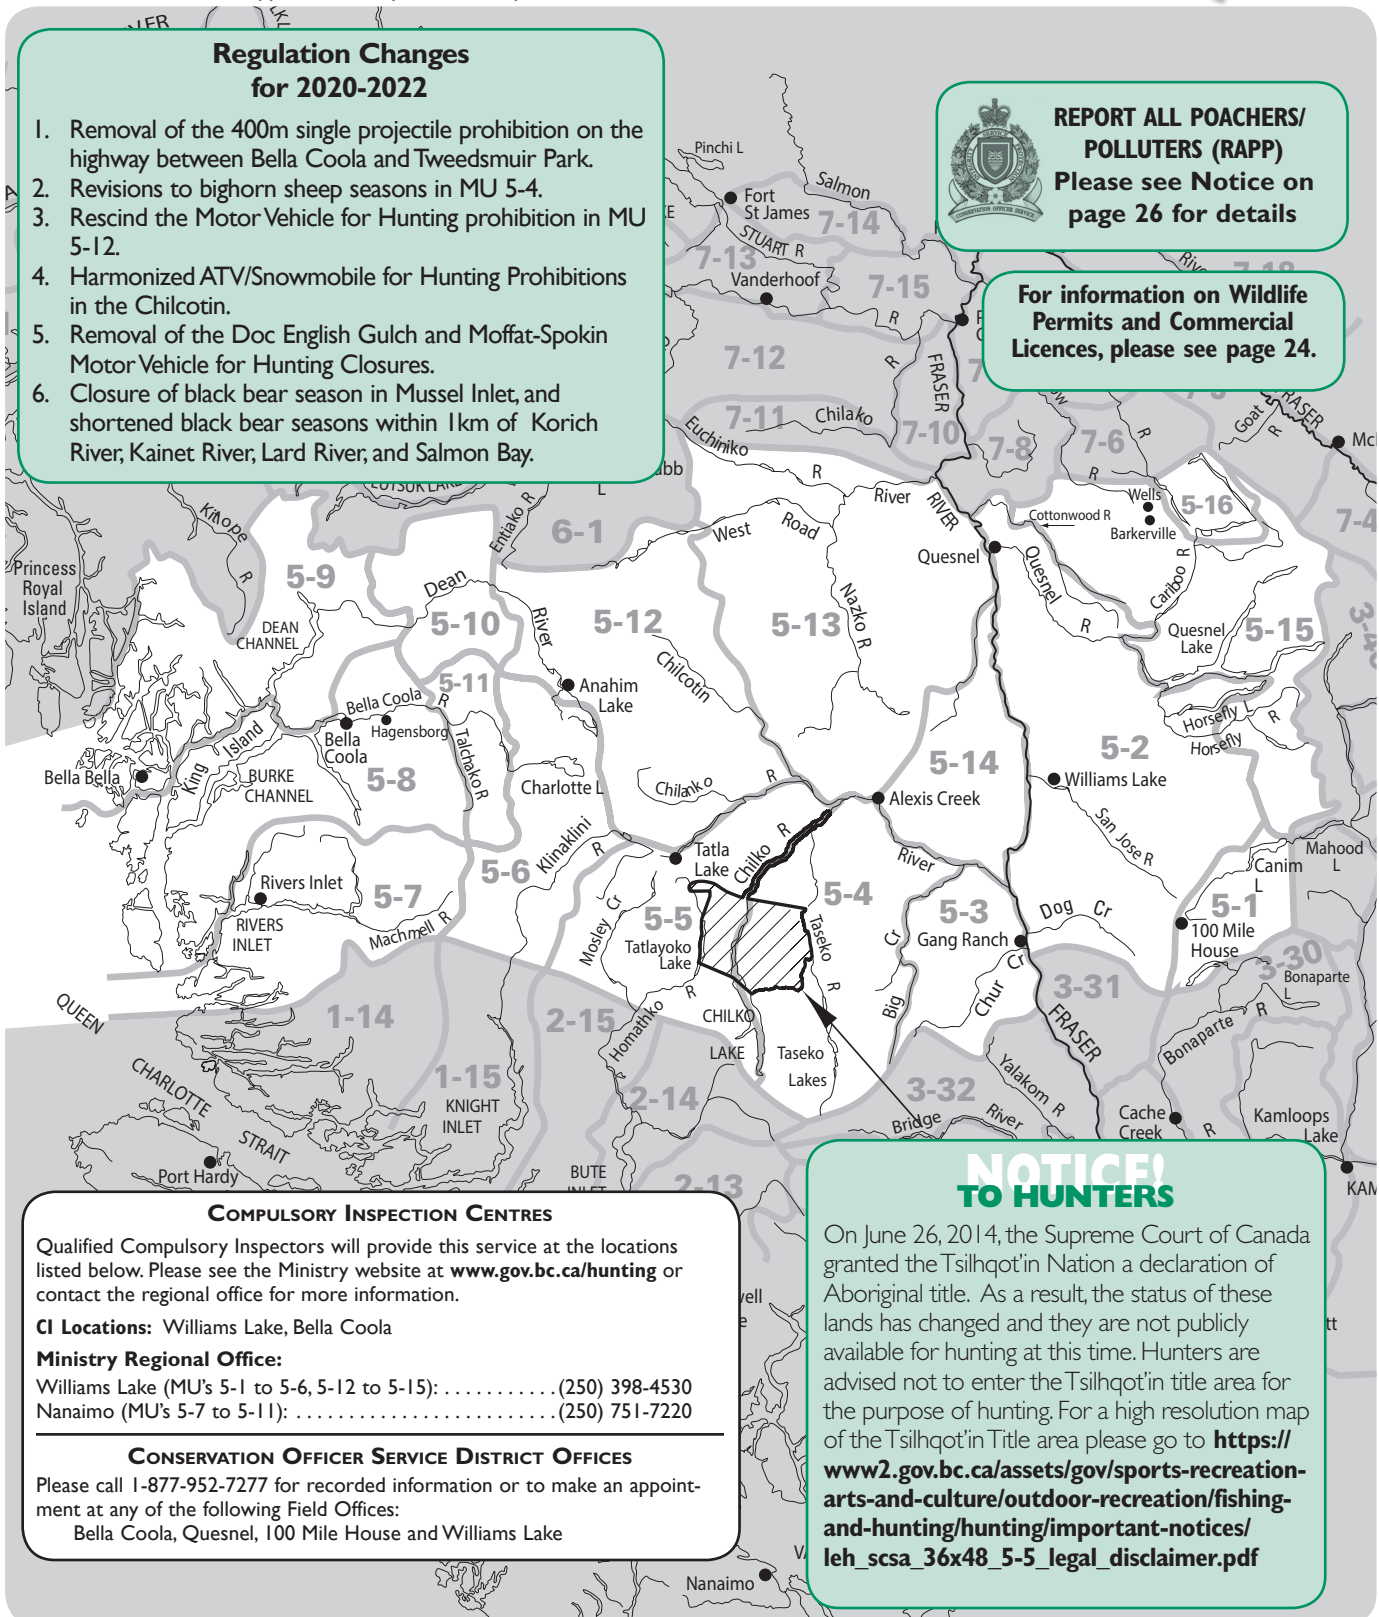 Regulation Changes
for 2020-2022
1. Removal of the 400m single projectile prohibition on the
highway between Bella Coola and Tweedsmuir Park.
2. Revisions to bighorn sheep seasons in MU 5-4.
3. Rescind the Motor Vehicle for Hunting prohibition in MU
5-12.
4. Harmonized ATV/Snowmobile for Hunting Prohibitions
in the Chilcotin.
5. Removal of the Doc English Gulch and Moffat-Spokin
Motor Vehicle for Hunting Closures.
6. Closure of black bear season in Mussel Inlet, and
shortened black bear seasons within 1km of Korich
River, Kainet River, Lard River, and Salmon Bay.
REPORT ALL POACHERS/
POLLUTERS (RAPP)
Please see Notice on
page 26 for details
CONSERVATION OFFICER SERVICE
For information on Wildlife
Permits and Commercial
Licences, please see page 24.
Pinchi L
Fort
St James
Salmon
7-14
STUART R
7-13
Vanderhoof
7-15
R
7-12
R
FRASER
7-11
Chilako
7-10
7-8
7-6
R
Goat
R
FRASER
Euchiniko
R
River
RIVER
R
Wells
Barkerville
5-16
7-4
Cottonwood R
Kitlope
R
Entiako R
L
6-1
West
Road
Quesnel
Quesnel
R
Cariboo R
Princess
Royal
Island
5-9
Dean
River
5-10
5-12
5-13
Nazko R
Quesnel
Lake
5-15
DEAN
CHANNEL
5-11
Chilcotin
Anahim
Lake
Bella Coola
R
Hagensborg
Bella
Coola
Talchako R
Horsefly L
R
Horsefly
King
Island
Bella Bella
BURKE
CHANNEL
5-8
Charlotte L
Chilanko
R
5-14
5-2
Williams Lake
Alexis Creek
San Jose R
Klinaklini
R
Tatla
Lake
Chilko
R
River
5-6
Rivers Inlet
RIVERS
INLET
5-7
Machmell R
Mosley Cr
5-5
Tatlayoko
Lake
5-4
Taseko
R
5-3
Gang Ranch
Dog Cr
Canim
L
Mahood
L
5-1
100 Mile
House
3-30
Bonaparte
L
Big
Cr
Chur
Cr
3-31
FRASER
Bonaparte R
QUEEN
CHARLOTTE
STRAIT
1-14
2-15
Homathko
R
CHILKO
LAKE
Taseko
Lakes
1-15
KNIGHT
INLET
2-14
3-32
Yalakom R
Bridge
River
Cache
Creek
R
Kamloops
Lake
Port Hardy
BUTE
2-13
COMPULSORY INSPECTION CENTRES
Qualified Compulsory Inspectors will provide this service at the locations
listed below. Please see the Ministry website at www.gov.bc.ca/hunting or
contact the regional office for more information.
CI Locations: Williams Lake, Bella Coola
Ministry Regional Office:
Williams Lake (MU's 5-1 to 5-6, 5-12 to 5-15): . . . . . . . . . . . (250) 398-4530
Nanaimo (MU's 5-7 to 5-11): . . . . . . . . . . . . . . . . . . . . . . . . . (250) 751-7220
CONSERVATION OFFICER SERVICE DISTRICT OFFICES
Please call 1-877-952-7277 for recorded information or to make an appoint-
ment at any of the following Field Offices:
Bella Coola, Quesnel, 100 Mile House and Williams Lake
NOTICE!
TO HUNTERS
On June 26, 2014, the Supreme Court of Canada
granted the Tsilhqot'in Nation a declaration of
Aboriginal title. As a result, the status of these
lands has changed and they are not publicly
available for hunting at this time. Hunters are
advised not to enter the Tsilhqot'in title area for
the purpose of hunting. For a high resolution map
of the Tsilhqot'in Title area please go to https://
www2.gov.bc.ca/assets/gov/sports-recreation-
arts-and-culture/outdoor-recreation/fishing-
and-hunting/hunting/important-notices/
leh_scsa_36x48_5-5_legal_disclaimer.pdf
Nanaimo